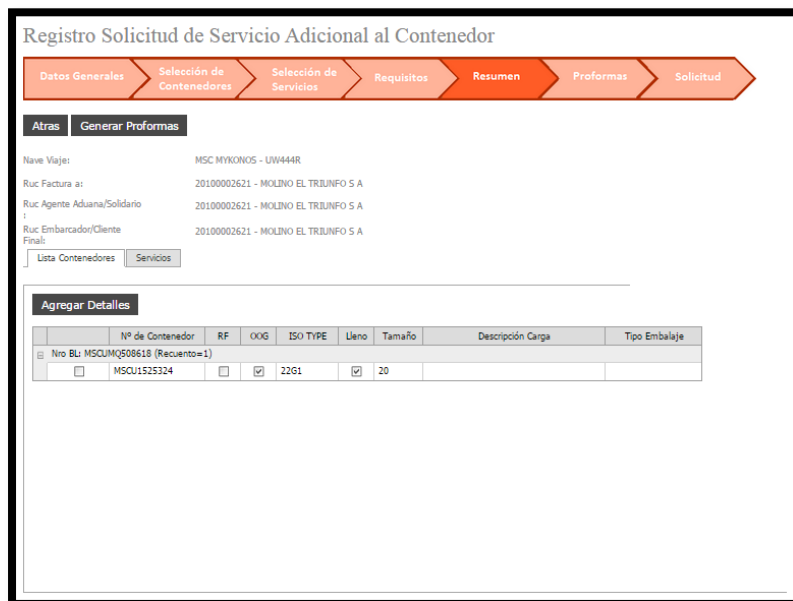 Registro Solicitud de Servicio Adicional al Contenedor
Datos Generales
Selección de
Contenedores
Selección de
Servicios
Requisitos
Resumen
Proformas
Solicitud
Atras
Generar Proformas
Nave Viaje: MSC MYKONOS - UW444R
Ruc Factura a: 20100002621 - MOLINO EL TRIUNFO S A
Ruc Agente Aduana/Solidario
: 20100002621 - MOLINO EL TRIUNFO S A
Ruc Embarcador/Cliente
Final: 20100002621 - MOLINO EL TRIUNFO S A
Lista Contenedores
Servicios
Agregar Detalles
Nº de Contenedor RF OOG ISO TYPE Lleno Tamaño Descripción Carga Tipo Embalaje
Nro BL: MSCUMQ508618 (Recuento=1)
MSCU1525324 22G1 20